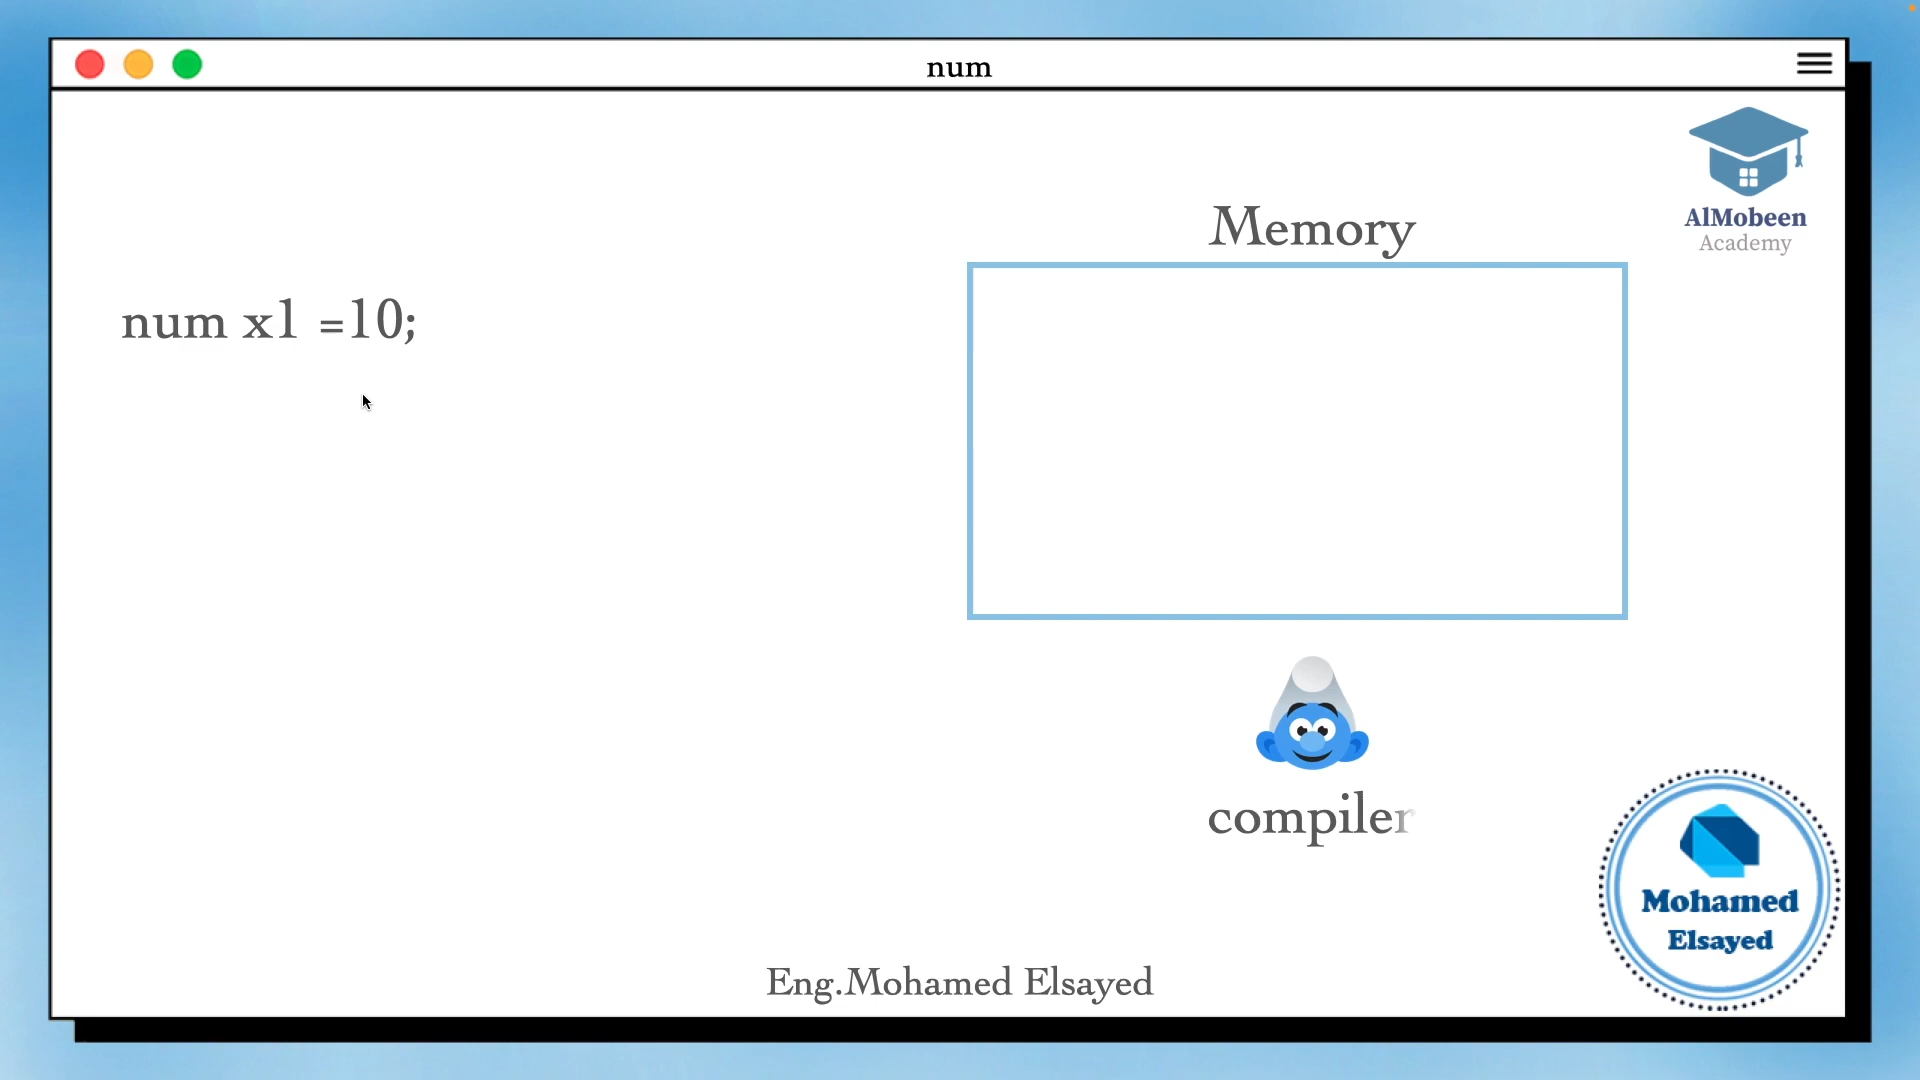 num
AlMobeen
Academy
Memory
num x1 =10;
compiler
Mohamed
Elsayed
Eng.Mohamed Elsayed